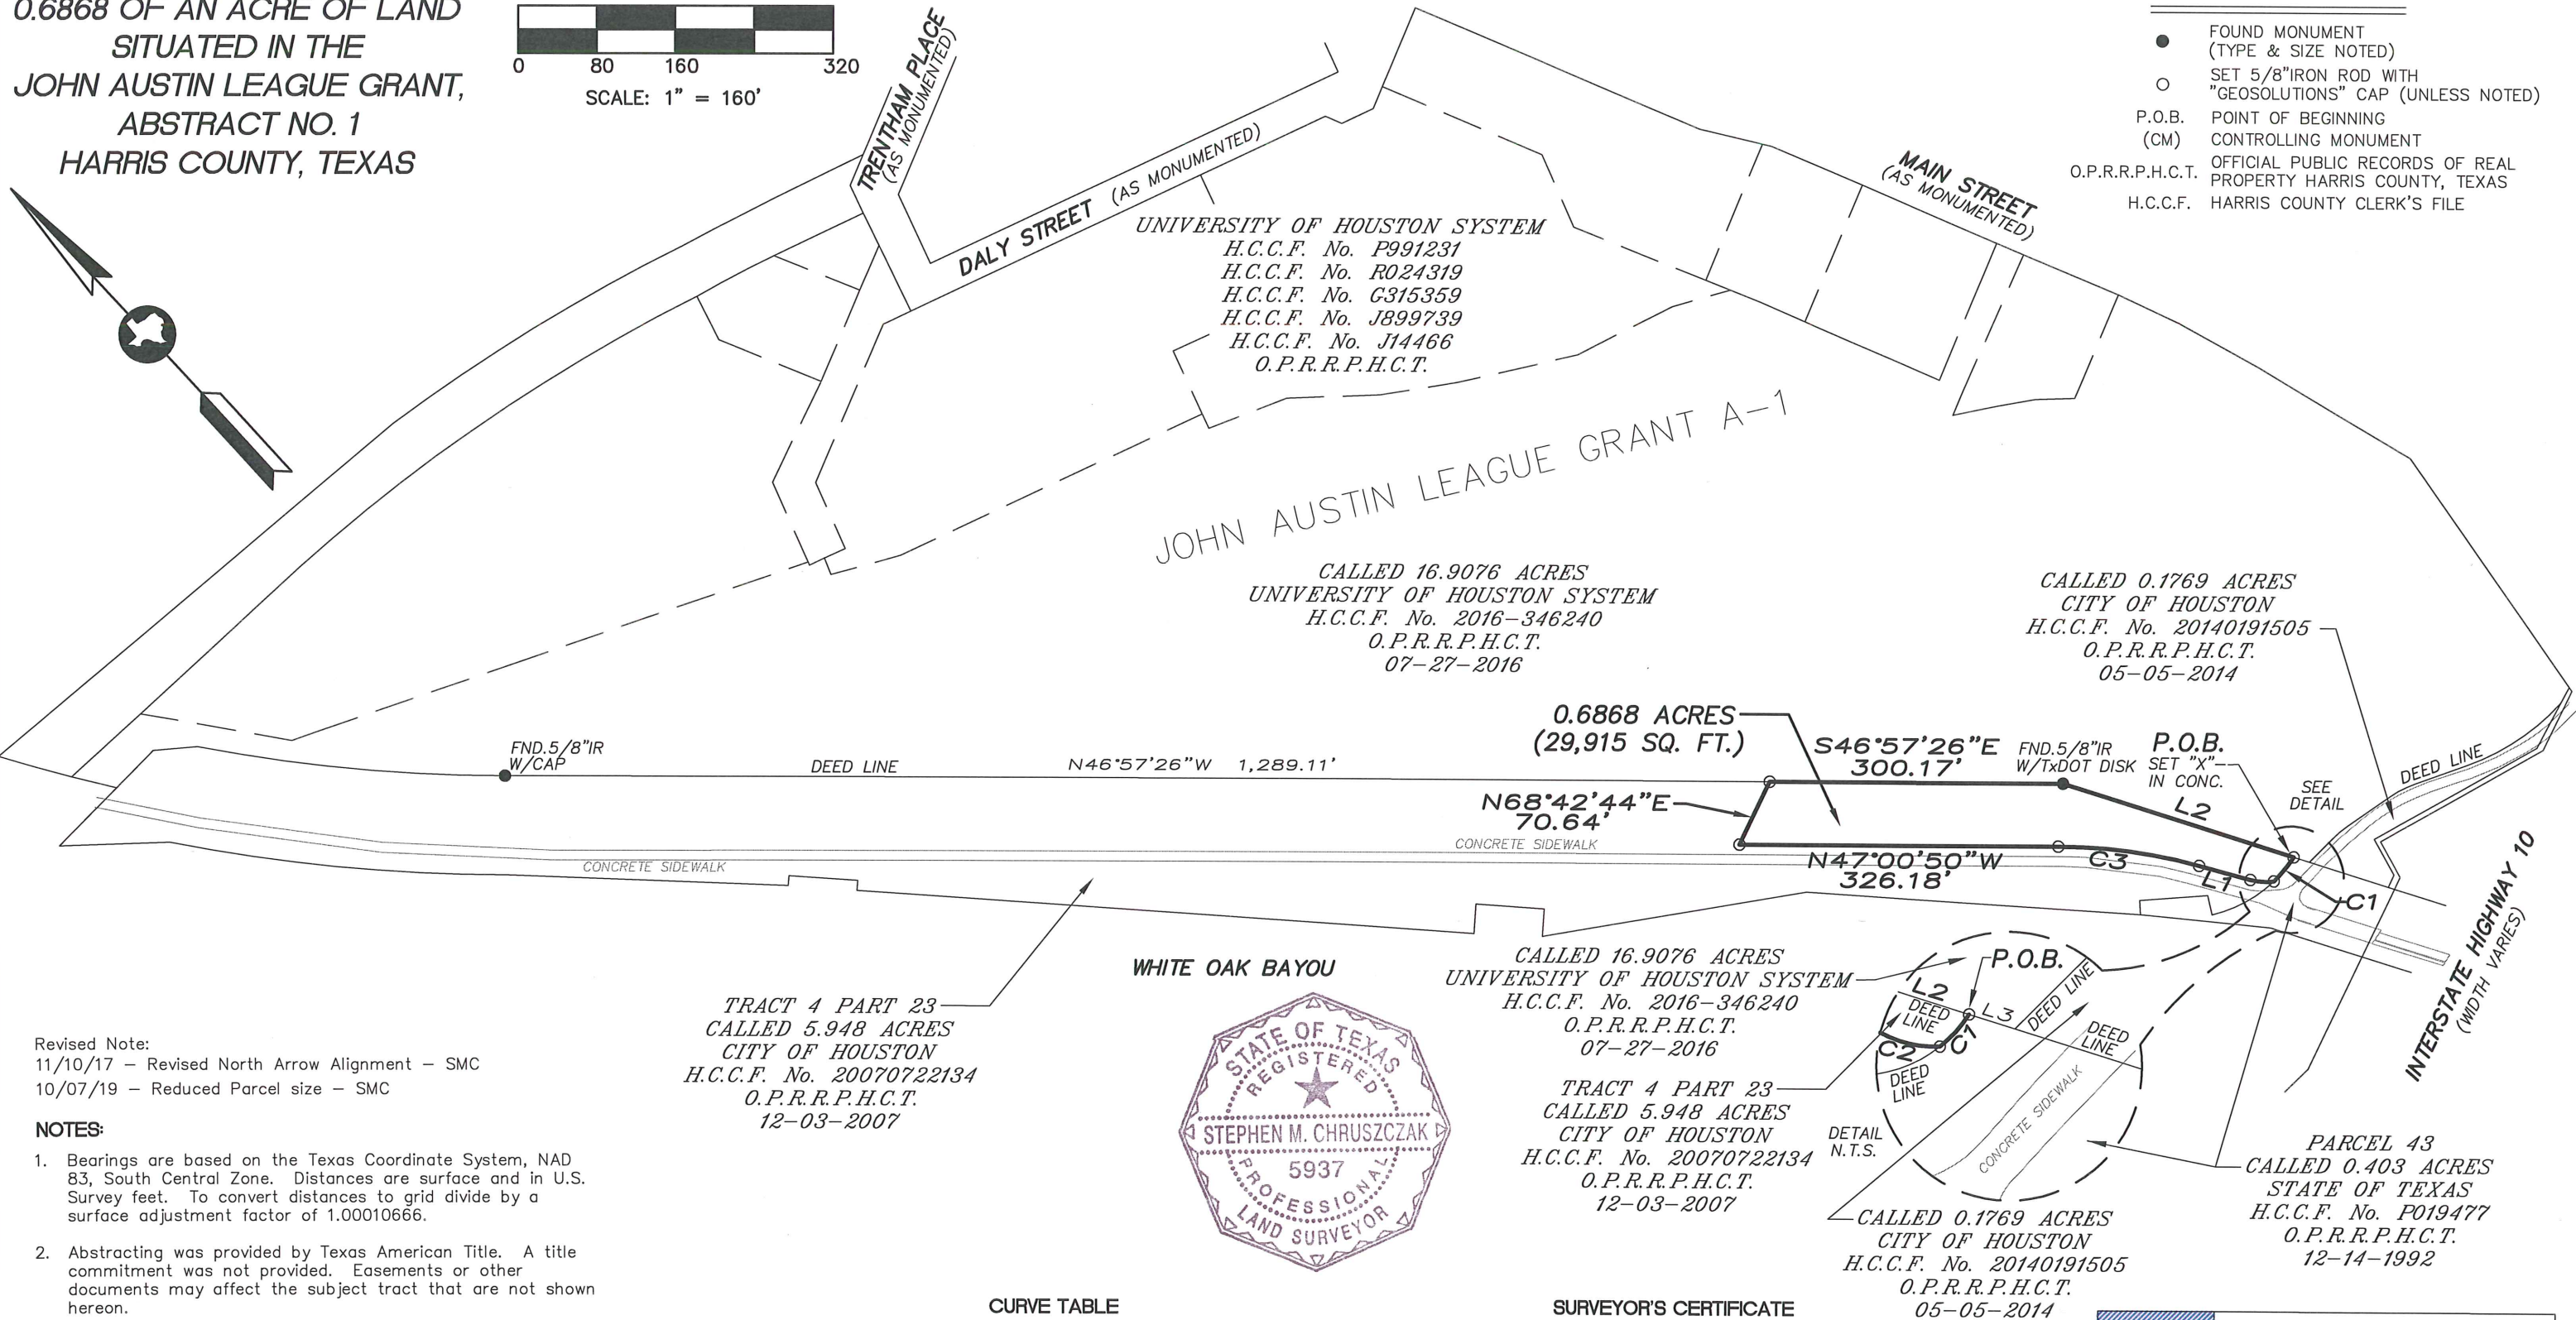 0.6868 OF AN ACRE OF LAND
SITUATED IN THE
JOHN AUSTIN LEAGUE GRANT,
ABSTRACT NO. 1
HARRIS COUNTY, TEXAS
0 80 160 320
SCALE: 1" = 160'
TRENTHAM PLACE
(AS MONUMENTED)
DALY STREET (AS MONUMENTED)
MAIN STREET
(AS MONUMENTED)
FOUND MONUMENT
(TYPE & SIZE NOTED)
SET 5/8"IRON ROD WITH
"GEOSOLUTIONS" CAP (UNLESS NOTED)
P.O.B. POINT OF BEGINNING
(CM) CONTROLLING MONUMENT
O.P.R.R.P.H.C.T. OFFICIAL PUBLIC RECORDS OF REAL
PROPERTY HARRIS COUNTY, TEXAS
H.C.C.F. HARRIS COUNTY CLERK'S FILE
UNIVERSITY OF HOUSTON SYSTEM
H.C.C.F. No. P991231
H.C.C.F. No. R024319
H.C.C.F. No. G315359
H.C.C.F. No. J899739
H.C.C.F. No. J14466
O.P.R.R.P.H.C.T.
JOHN AUSTIN LEAGUE GRANT A-1
CALLED 16.9076 ACRES
UNIVERSITY OF HOUSTON SYSTEM
H.C.C.F. No. 2016-346240
O.P.R.R.P.H.C.T.
07-27-2016
CALLED 0.1769 ACRES
CITY OF HOUSTON
H.C.C.F. No. 20140191505
O.P.R.R.P.H.C.T.
05-05-2014
0.6868 ACRES
(29,915 SQ. FT.)
S46°57'26"E
300.17'
FND.5/8"IR
W/TxDOT DISK
P.O.B.
SET "X"
IN CONC.
SEE
DETAIL
DEED LINE
FND.5/8"IR
W/CAP
DEED LINE
N46°57'26"W 1,289.11'
N68°42'44"E
70.64'
L2
CONCRETE SIDEWALK
CONCRETE SIDEWALK
N47°00'50"W
326.18'
C3
L1
C1
INTERSTATE HIGHWAY 10
(WIDTH VARIES)
WHITE OAK BAYOU
TRACT 4 PART 23
CALLED 5.948 ACRES
CITY OF HOUSTON
H.C.C.F. No. 20070722134
O.P.R.R.P.H.C.T.
12-03-2007
CALLED 16.9076 ACRES
UNIVERSITY OF HOUSTON SYSTEM
H.C.C.F. No. 2016-346240
O.P.R.R.P.H.C.T.
07-27-2016
TRACT 4 PART 23
CALLED 5.948 ACRES
CITY OF HOUSTON
H.C.C.F. No. 20070722134
O.P.R.R.P.H.C.T.
12-03-2007
P.O.B.
L2
DEED
LINE
L3
DEED LINE
DEED
LINE
C2
C1
DEED
LINE
CONCRETE SIDEWALK
DETAIL
N.T.S.
CALLED 0.1769 ACRES
CITY OF HOUSTON
H.C.C.F. No. 20140191505
O.P.R.R.P.H.C.T.
05-05-2014
PARCEL 43
CALLED 0.403 ACRES
STATE OF TEXAS
H.C.C.F. No. P019477
O.P.R.R.P.H.C.T.
12-14-1992
STATE OF TEXAS
REGISTERED
STEPHEN M. CHRUSZCZAK
5937
PROFESSIONAL
LAND SURVEYOR
Revised Note:
11/10/17 – Revised North Arrow Alignment – SMC
10/07/19 – Reduced Parcel size – SMC
NOTES:
1. Bearings are based on the Texas Coordinate System, NAD
83, South Central Zone. Distances are surface and in U.S.
Survey feet. To convert distances to grid divide by a
surface adjustment factor of 1.00010666.
2. Abstracting was provided by Texas American Title. A title
commitment was not provided. Easements or other
documents may affect the subject tract that are not shown
hereon.
CURVE TABLE
SURVEYOR'S CERTIFICATE